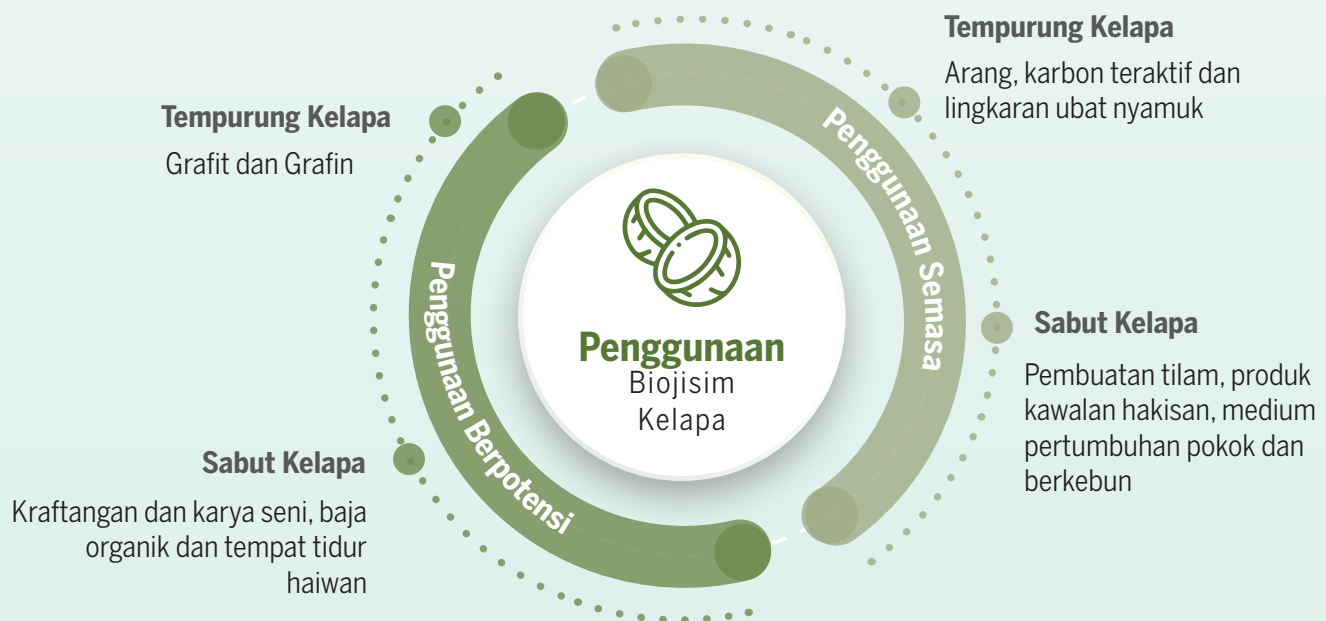 Penggunaan
Biojisim
Kelapa
Penggunaan Semasa
Tempurung Kelapa
Arang, karbon teraktif dan
lingkaran ubat nyamuk
Sabut Kelapa
Pembuatan tilam, produk
kawalan hakisan, medium
pertumbuhan pokok dan
berkebun
Penggunaan Berpotensi
Tempurung Kelapa
Grafit dan Grafin
Sabut Kelapa
Kraftangan dan karya seni, baja
organik dan tempat tidur
haiwan